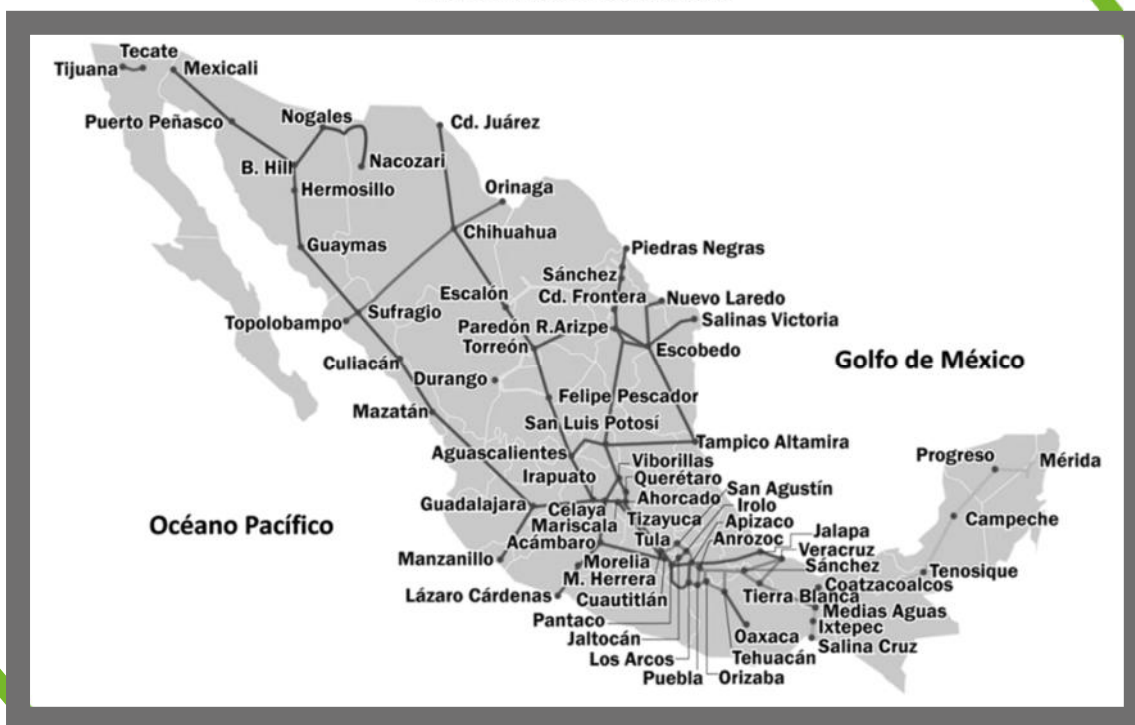 Tecate
Tijuana
Mexicali
Puerto Peñasco
Nogales
Cd. Juárez
B. Hill
Nacozari
Hermosillo
Orinaga
Guaymas
Chihuahua
Piedras Negras
Sánchez
Escalón
Cd. Frontera
Nuevo Laredo
Topolobampo
Sufragio
Paredón R.Arizpe
Salinas Victoria
Torreón
Escobedo
Culiacán
Durango
Golfo de México
Felipe Pescador
Mazatán
San Luis Potosí
Tampico Altamira
Aguascalientes
Viborillas
Progreso
Mérida
Irapuato
Querétaro
San Agustín
Guadalajara
Celaya
Ahorcado
Irolo
Océano Pacífico
Mariscala
Tizayuca
Apizaco
Campeche
Acámbaro
Tula
Anrozoc
Jalapa
Manzanillo
Morelia
Veracruz
M. Herrera
Sánchez
Tenosique
Lázaro Cárdenas
Cuautitlán
Tierra Blanca
Coatzacoalcos
Pantaco
Medias Aguas
Jaltocán
Oaxaca
Ixtepec
Los Arcos
Tehuacán
Salina Cruz
Puebla
Orizaba